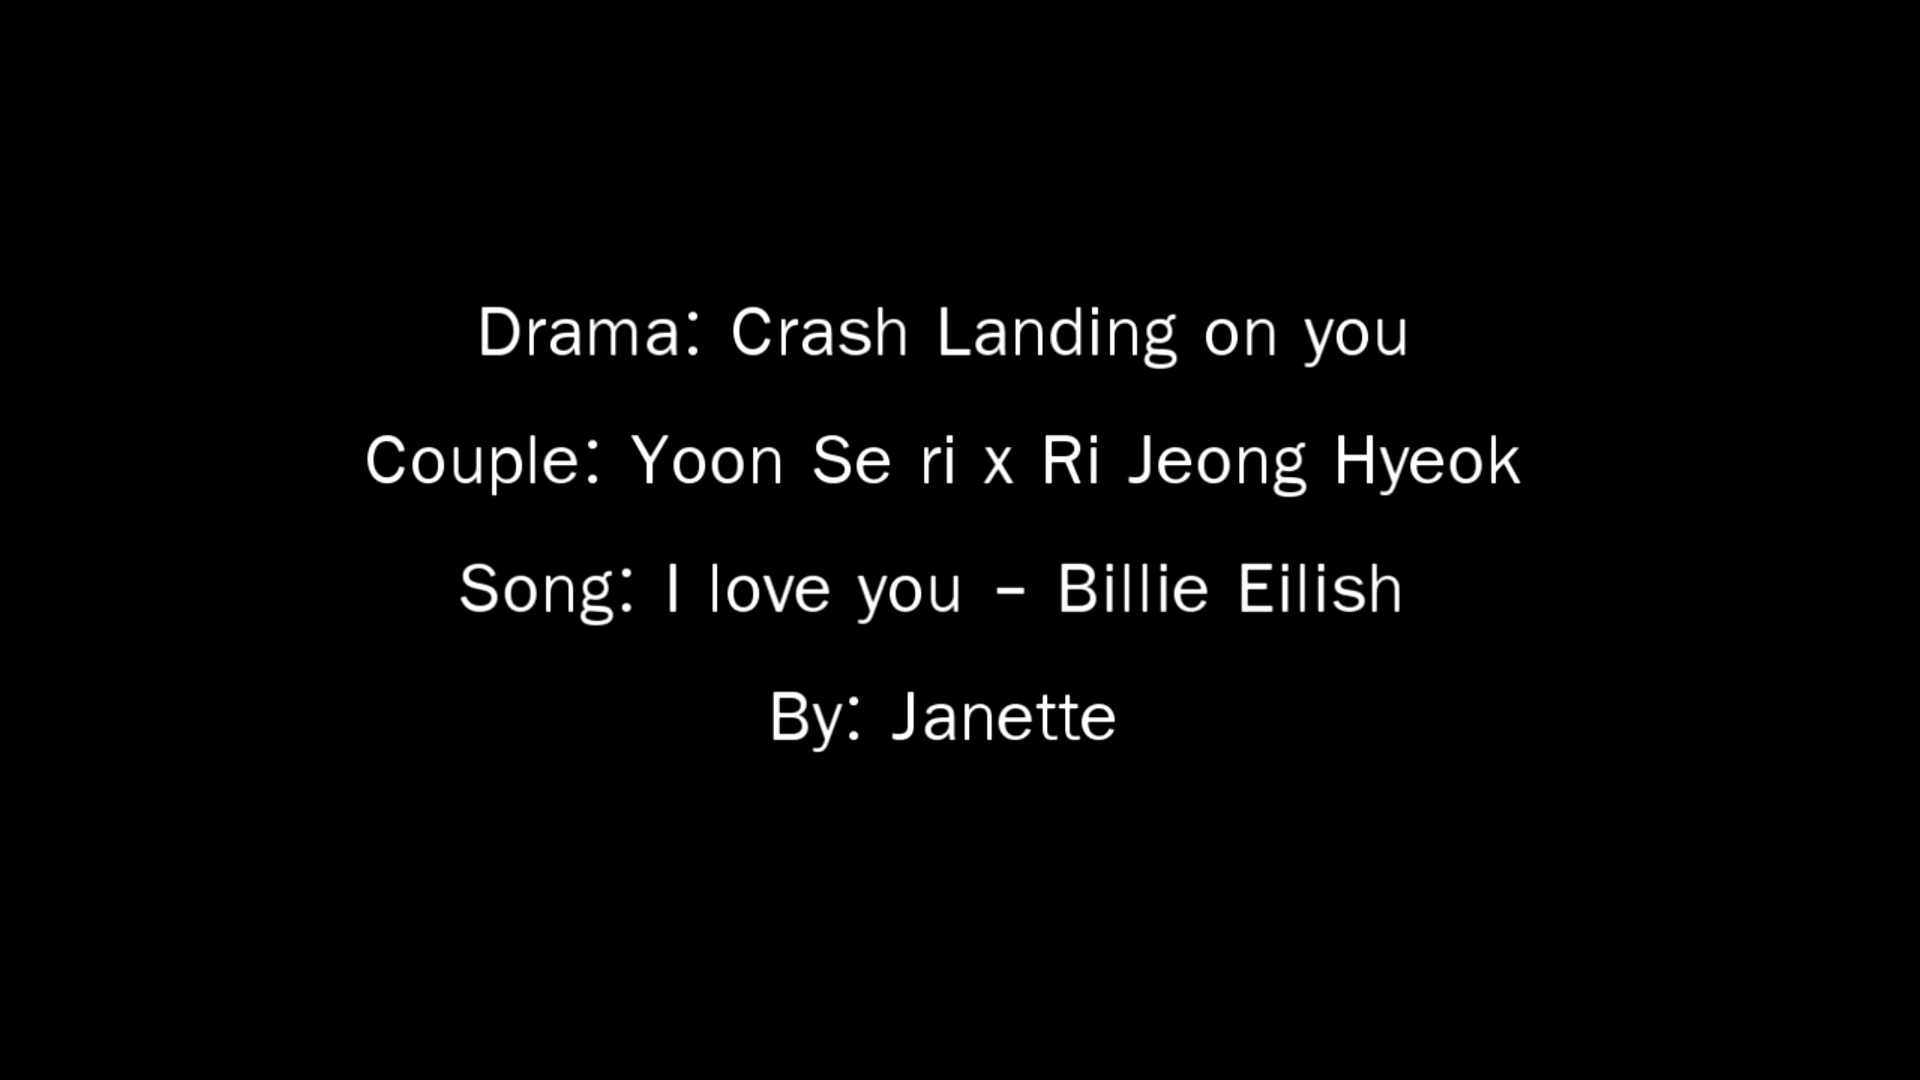 Drama: Crash Landing on you
Couple: Yoon Se ri x Ri Jeong Hyeok
Song: I love you - Billie Eilish
By: Janette